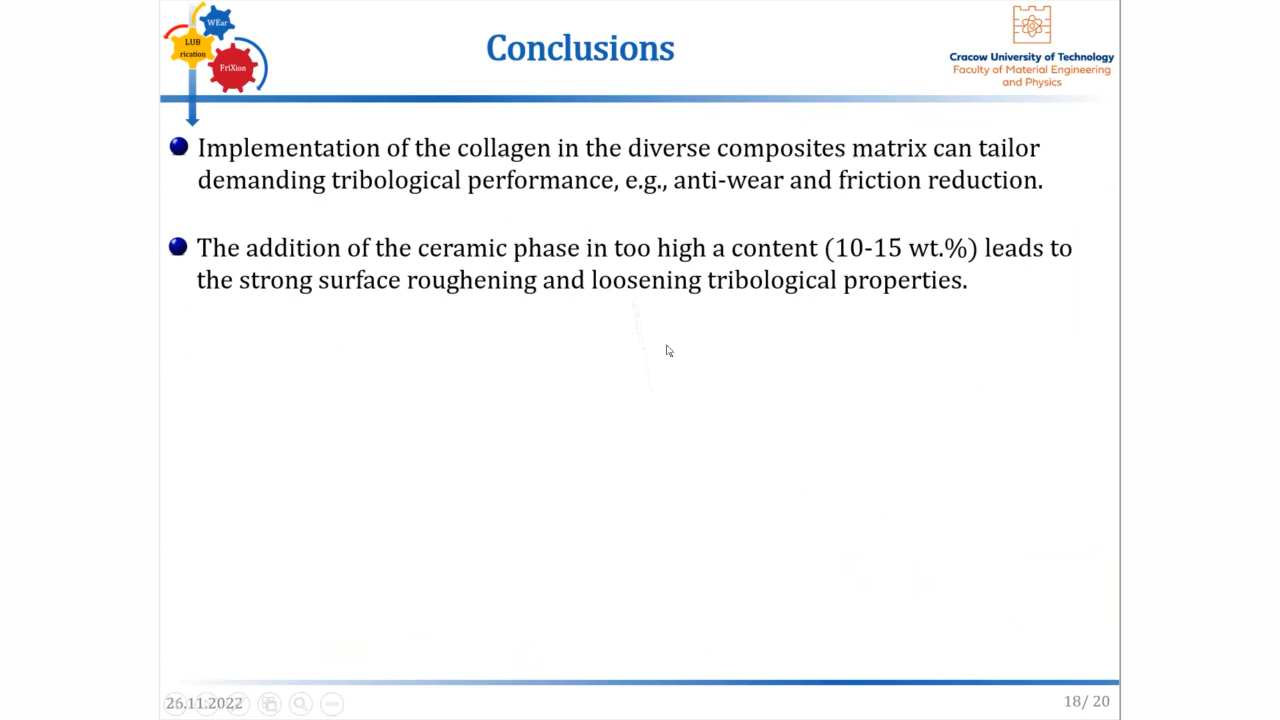 WEar
LUB
rication
FriXion
Conclusions
Cracow University of Technology
Faculty of Material Engineering
and Physics
Implementation of the collagen in the diverse composites matrix can tailor
demanding tribological performance, e.g., anti-wear and friction reduction.
The addition of the ceramic phase in too high a content (10-15 wt.%) leads to
the strong surface roughening and loosening tribological properties.
26.11.2022
18/ 20